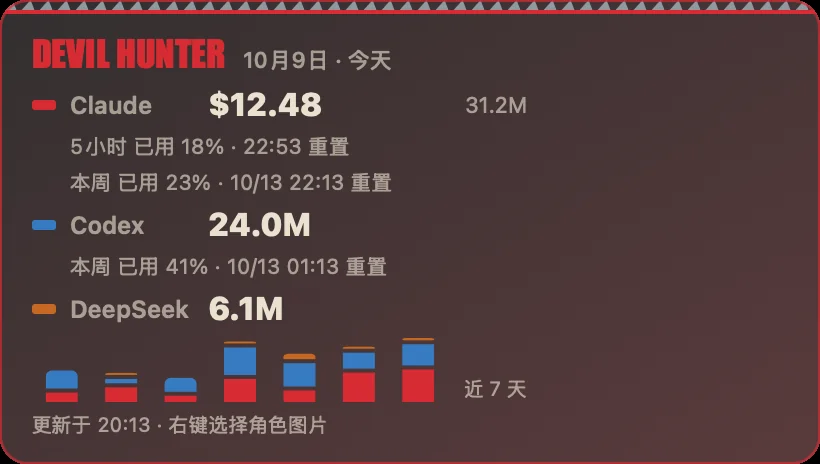 DEVIL HUNTER 10月9日 · 今天
Claude $12.48 31.2M
5小时 已用 18% · 22:53 重置
本周 已用 23% · 10/13 22:13 重置
Codex 24.0M
本周 已用 41% · 10/13 01:13 重置
DeepSeek 6.1M
近 7 天
更新于 20:13 · 右键选择角色图片